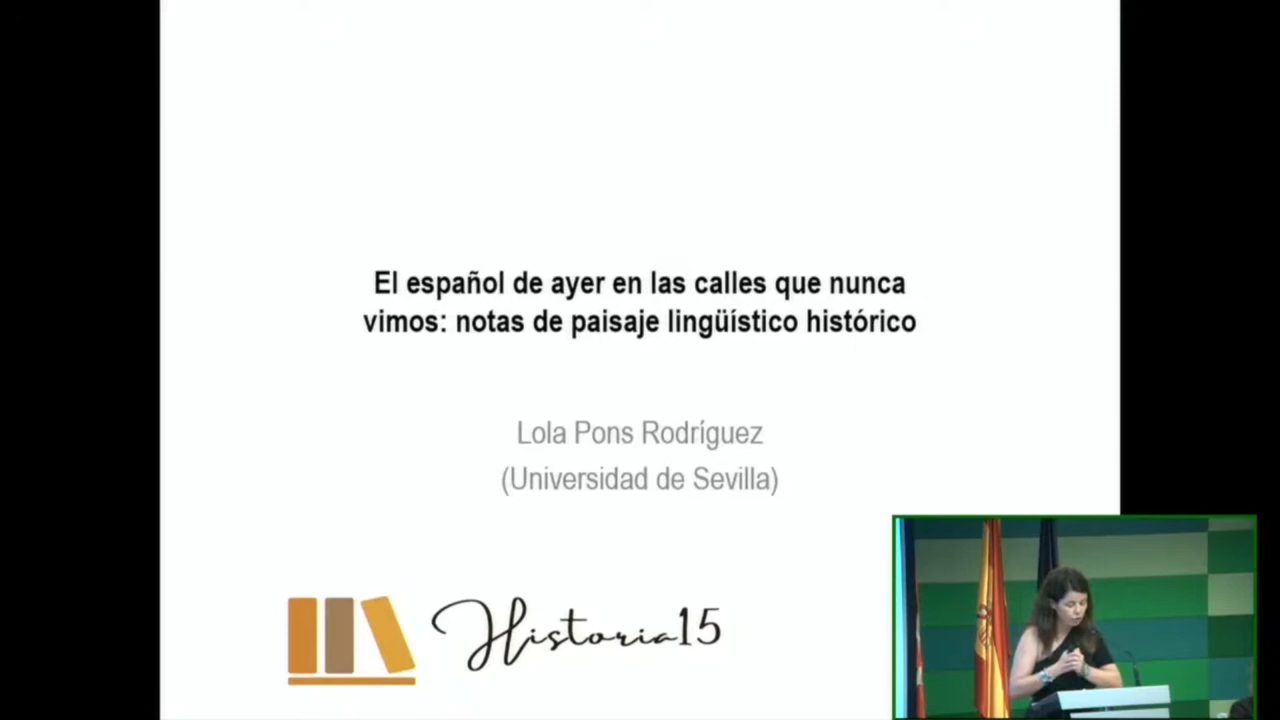 El español de ayer en las calles que nunca
vimos: notas de paisaje lingüístico histórico
Lola Pons Rodríguez
(Universidad de Sevilla)
Historia15